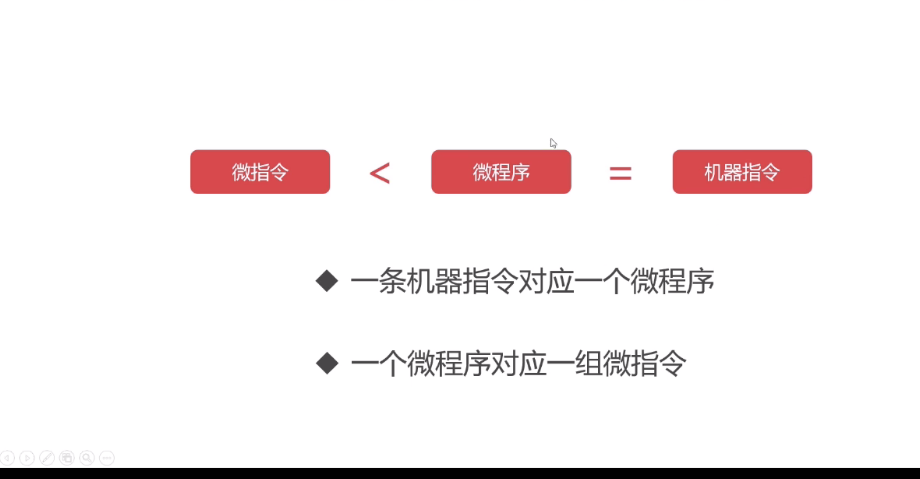 微指令 < 微程序 = 机器指令
◆ 一条机器指令对应一个微程序
◆ 一个微程序对应一组微指令